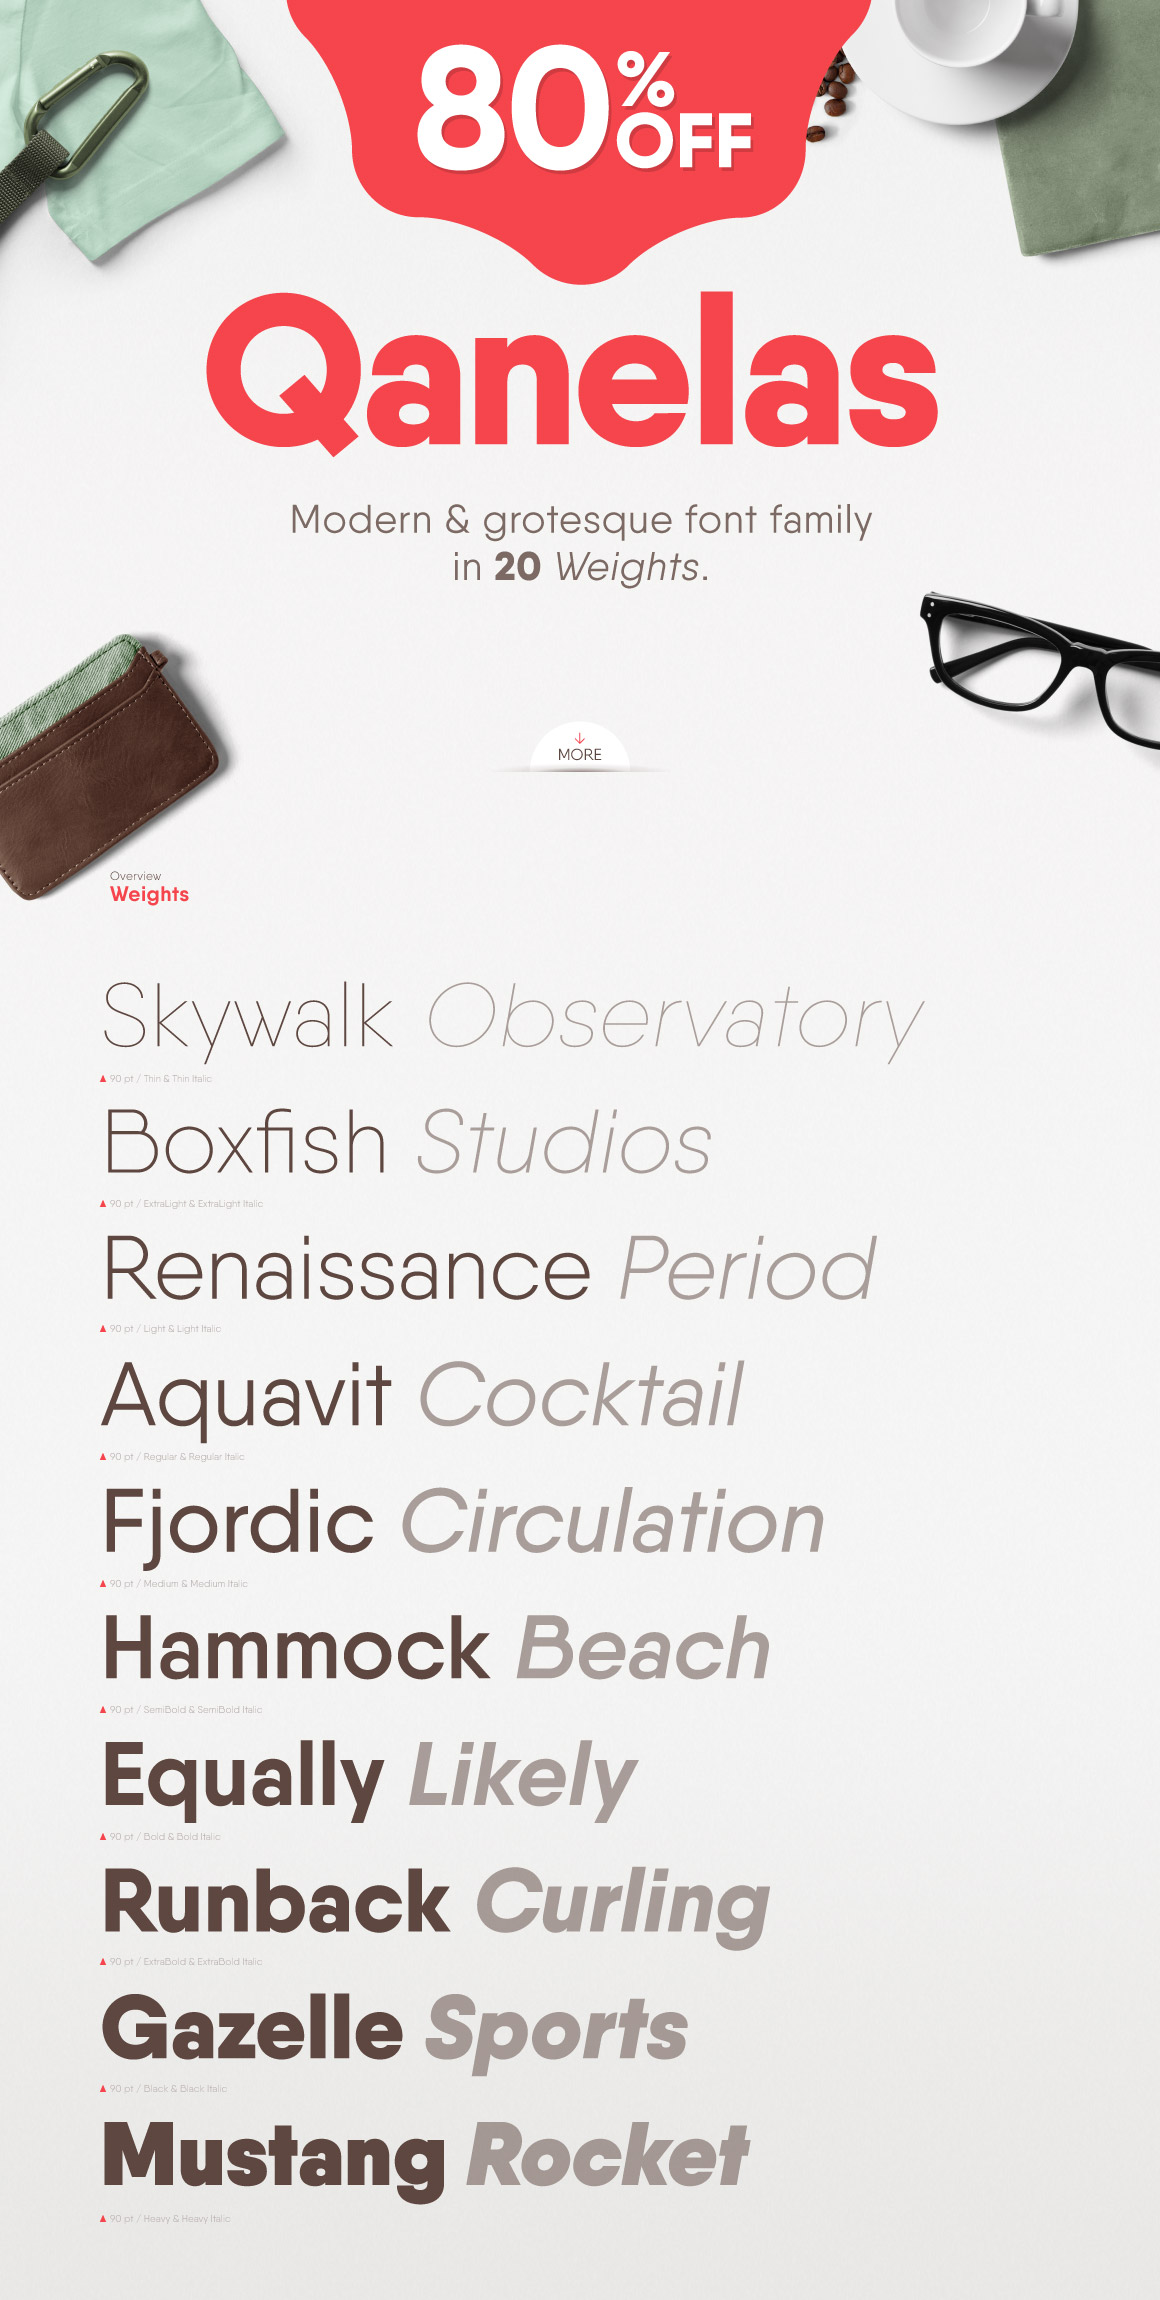 80% OFF
Qanelas
Modern & grotesque font family
in 20 Weights.
↓
MORE
Overview
Weights
Skywalk Observatory
90 pt / Thin & Thin Italic
Boxfish Studios
90 pt / ExtraLight & ExtraLight Italic
Renaissance Period
90 pt / Light & Light Italic
Aquavit Cocktail
90 pt / Regular & Regular Italic
Fjordic Circulation
90 pt / Medium & Medium Italic
Hammock Beach
90 pt / SemiBold & SemiBold Italic
Equally Likely
90 pt / Bold & Bold Italic
Runback Curling
90 pt / ExtraBold & ExtraBold Italic
Gazelle Sports
90 pt / Black & Black Italic
Mustang Rocket
90 pt / Heavy & Heavy Italic